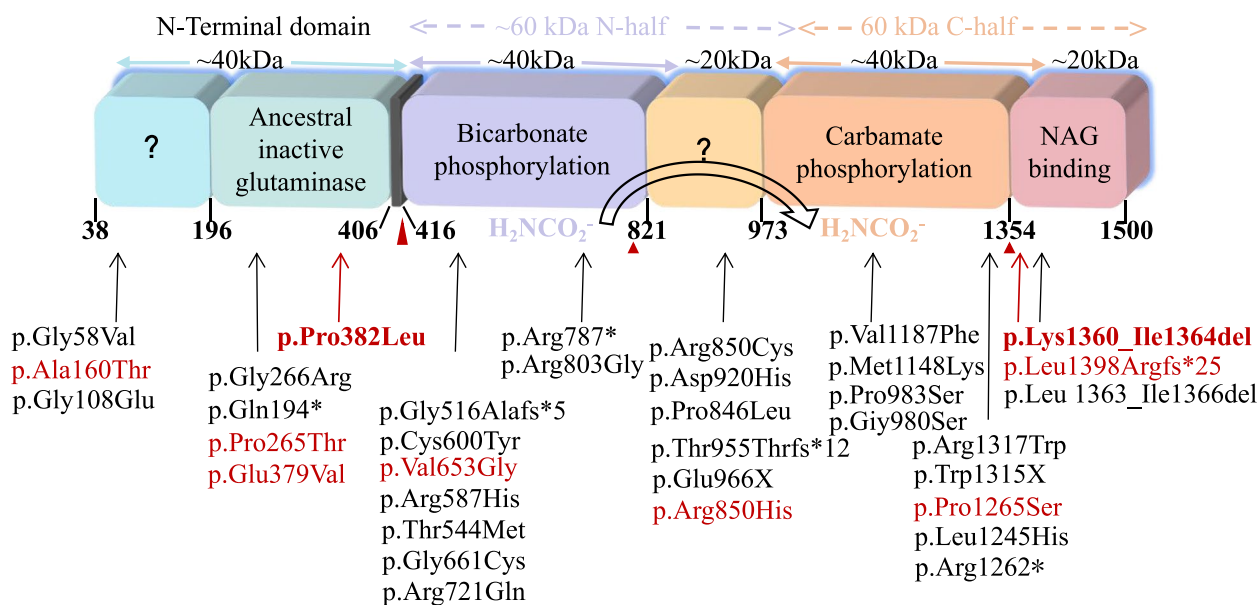 N-Terminal domain
~60 kDa N-half
60 kDa C-half
~40kDa
~40kDa
~20kDa
~40kDa
~20kDa
?
Ancestral
inactive
glutaminase
Bicarbonate
phosphorylation
?
Carbamate
phosphorylation
NAG
binding
H₂NCO₂⁻
H₂NCO₂⁻
38
196
406
416
821
973
1354
1500
p.Gly58Val
p.Ala160Thr
p.Gly108Glu
p.Gly266Arg
p.Gln194*
p.Pro265Thr
p.Glu379Val
p.Pro382Leu
p.Gly516Alafs*5
p.Cys600Tyr
p.Val653Gly
p.Arg587His
p.Thr544Met
p.Gly661Cys
p.Arg721Gln
p.Arg787*
p.Arg803Gly
p.Arg850Cys
p.Asp920His
p.Pro846Leu
p.Thr955Thrfs*12
p.Glu966X
p.Arg850His
p.Val1187Phe
p.Met1148Lys
p.Pro983Ser
p.Giy980Ser
p.Arg1317Trp
p.Trp1315X
p.Pro1265Ser
p.Leu1245His
p.Arg1262*
p.Lys1360_Ile1364del
p.Leu1398Argfs*25
p.Leu 1363_Ile1366del